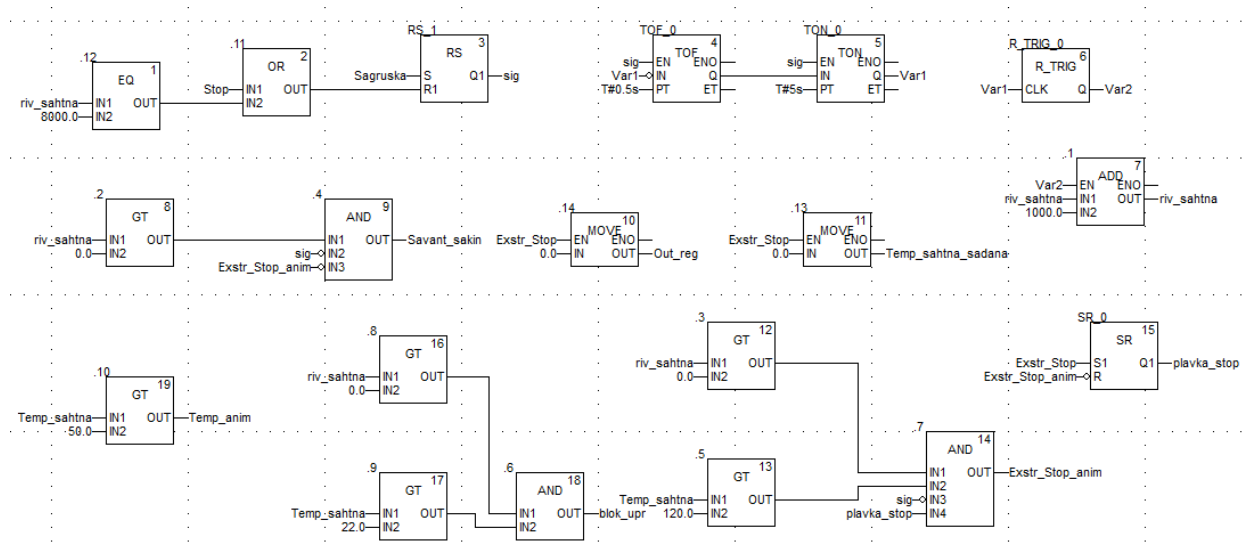 RS_1
.12
1
EQ
riv_sahtna IN1 OUT
8000.0 IN2
.11
2
OR
Stop IN1 OUT
IN2
3
RS
Sagruska S Q1 sig
R1
TOF_0
4
TOF
sig EN ENO
Var1 IN Q
T#0.5s PT ET
TON_0
5
TON
sig EN ENO
IN Q Var1
T#5s PT ET
R_TRIG_0
6
R_TRIG
Var1 CLK Q Var2
.1
7
ADD
Var2 EN ENO
riv_sahtna IN1 OUT riv_sahtna
1000.0 IN2
.2
8
GT
riv_sahtna IN1 OUT
0.0 IN2
.4
9
AND
IN1 OUT Savant_sakin
sig IN2
Exstr_Stop_anim IN3
.14
10
MOVE
Exstr_Stop EN ENO
0.0 IN OUT Out_reg
.13
11
MOVE
Exstr_Stop EN ENO
0.0 IN OUT Temp_sahtna_sadana
.3
12
GT
riv_sahtna IN1 OUT
0.0 IN2
SR_0
15
SR
Exstr_Stop S1 Q1 plavka_stop
Exstr_Stop_anim R
.8
16
GT
riv_sahtna IN1 OUT
0.0 IN2
.10
19
GT
Temp_sahtna IN1 OUT Temp_anim
50.0 IN2
.9
17
GT
Temp_sahtna IN1 OUT
22.0 IN2
.6
18
AND
IN1 OUT blok_upr
IN2
.5
13
GT
Temp_sahtna IN1 OUT
120.0 IN2
.7
14
AND
IN1 OUT Exstr_Stop_anim
IN2
sig IN3
plavka_stop IN4